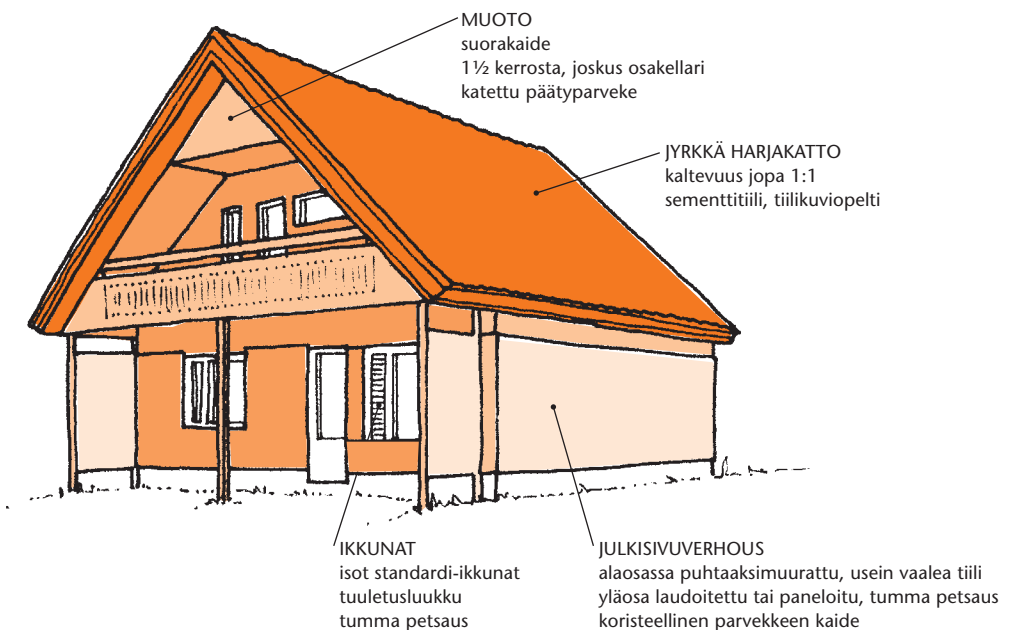 MUOTO
suorakaide
1½ kerrosta, joskus osakellari
katettu päätyparveke
JYRKKÄ HARJAKATTO
kaltevuus jopa 1:1
sementtitiili, tiilikuviopelti
IKKUNAT
isot standardi-ikkunat
tuuletusluukku
tumma petsaus
JULKISIVUVERHOUS
alaosassa puhtaaksimuurattu, usein vaalea tiili
yläosa laudoitettu tai paneloitu, tumma petsaus
koristeellinen parvekkeen kaide